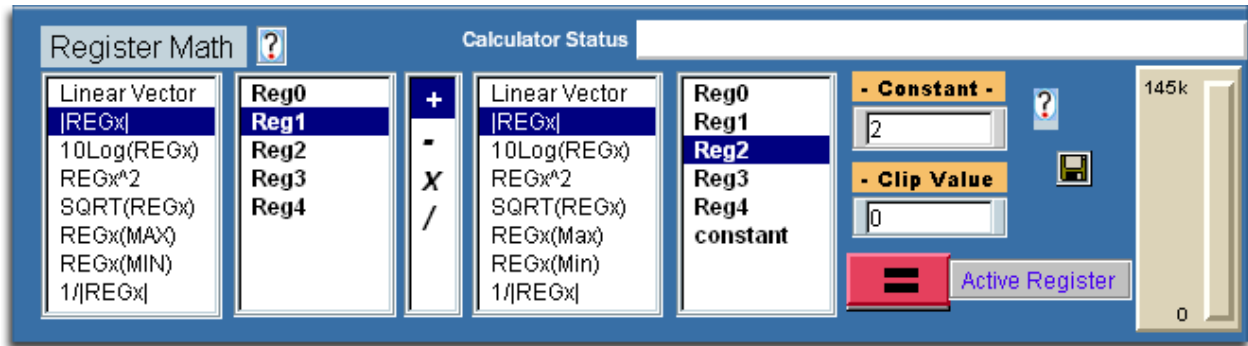 Register Math ?
Calculator Status
Linear Vector
|REGx|
10Log(REGx)
REGx^2
SQRT(REGx)
REGx(MAX)
REGx(MIN)
1/|REGx|
Reg0
Reg1
Reg2
Reg3
Reg4
+
-
X
/
Linear Vector
|REGx|
10Log(REGx)
REGx^2
SQRT(REGx)
REGx(Max)
REGx(Min)
1/|REGx|
Reg0
Reg1
Reg2
Reg3
Reg4
constant
- Constant -
2
?
- Clip Value
0
=
Active Register
145k
0